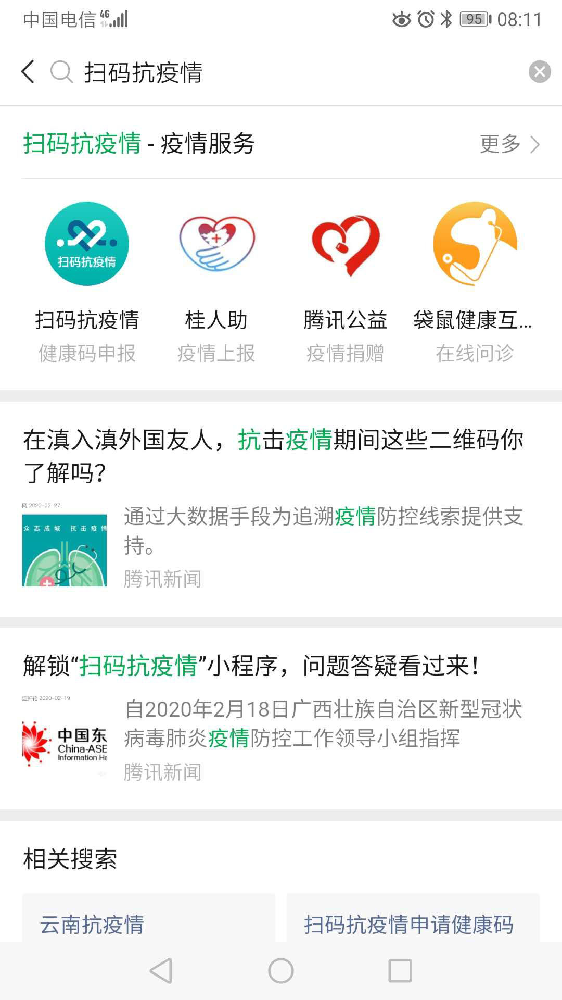 中国电信 4G 95 08:11
扫码抗疫情
扫码抗疫情 - 疫情服务 更多
扫码抗疫情
扫码抗疫情 桂人助 腾讯公益 袋鼠健康互...
健康码申报 疫情上报 疫情捐赠 在线问诊
在滇入滇外国友人，抗击疫情期间这些二维码你
了解吗？
网 2020-02-27
众志成城 抗击疫情
通过大数据手段为追溯疫情防控线索提供支
持。
腾讯新闻
解锁“扫码抗疫情”小程序，问题答疑看过来！
2020-02-19
中国东
China-ASE
Information Ha
自2020年2月18日广西壮族自治区新型冠状
病毒肺炎疫情防控工作领导小组指挥
腾讯新闻
相关搜索
云南抗疫情 扫码抗疫情申请健康码